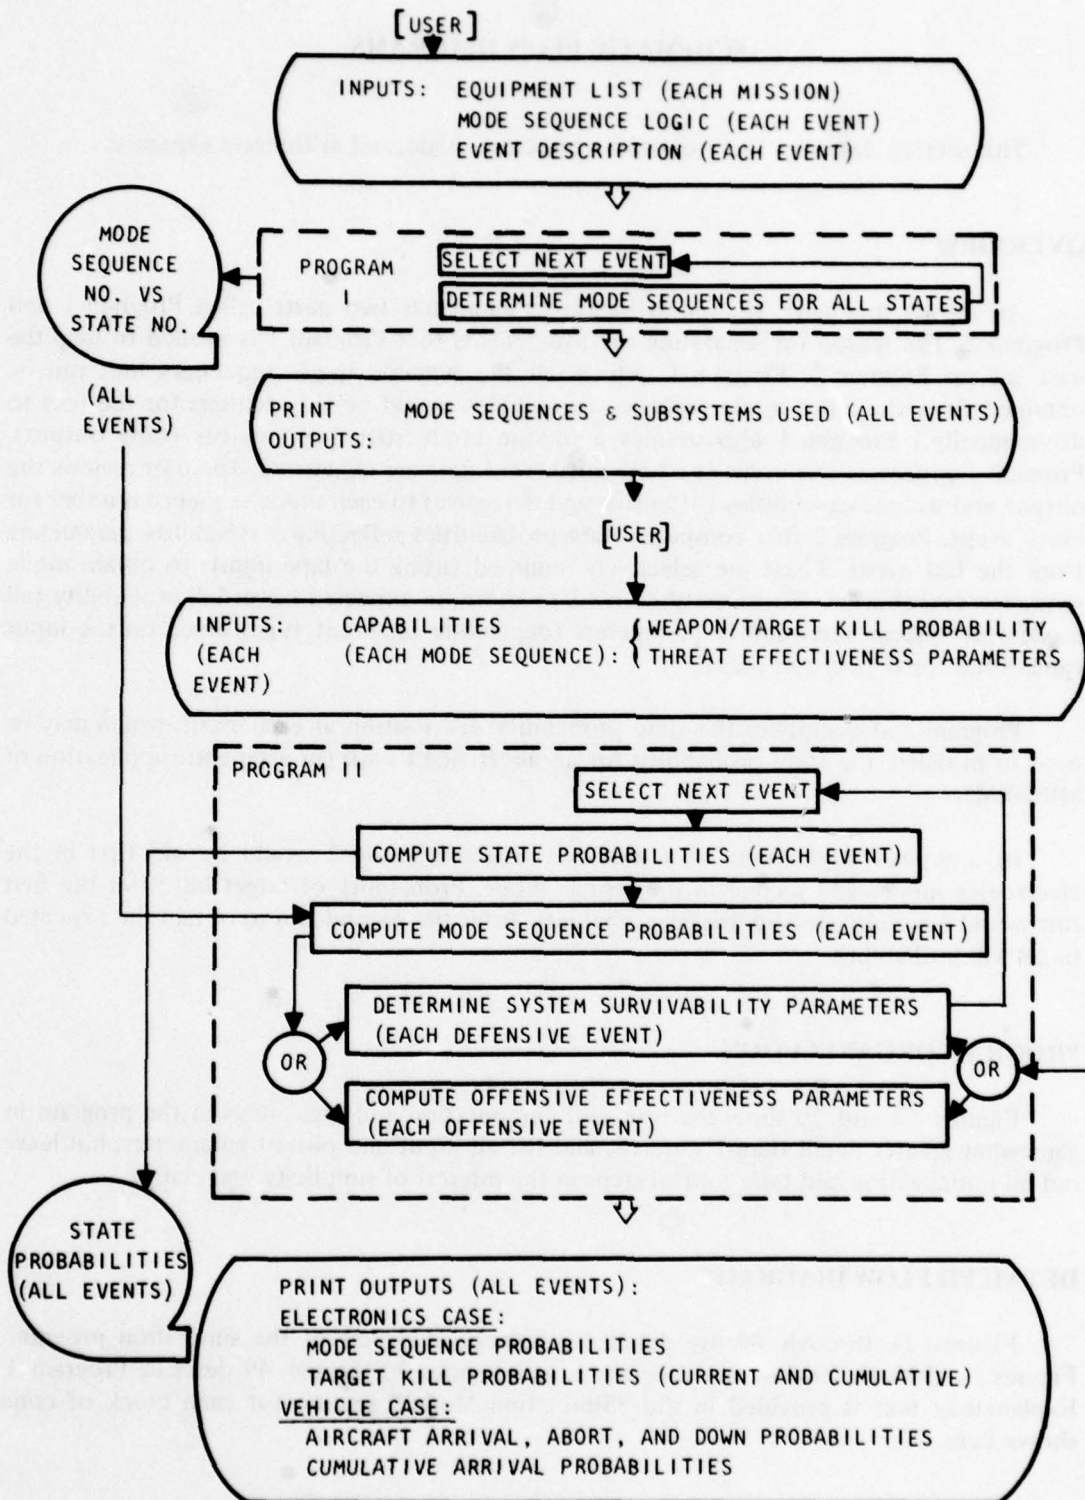 [USER]
INPUTS: EQUIPMENT LIST (EACH MISSION)
MODE SEQUENCE LOGIC (EACH EVENT)
EVENT DESCRIPTION (EACH EVENT)
MODE
SEQUENCE
NO. VS
STATE NO.
(ALL
EVENTS)
PROGRAM
I
SELECT NEXT EVENT
DETERMINE MODE SEQUENCES FOR ALL STATES
PRINT MODE SEQUENCES & SUBSYSTEMS USED (ALL EVENTS)
OUTPUTS:
[USER]
INPUTS: CAPABILITIES { WEAPON/TARGET KILL PROBABILITY
(EACH (EACH MODE SEQUENCE): { THREAT EFFECTIVENESS PARAMETERS
EVENT)
PROGRAM II
SELECT NEXT EVENT
COMPUTE STATE PROBABILITIES (EACH EVENT)
COMPUTE MODE SEQUENCE PROBABILITIES (EACH EVENT)
DETERMINE SYSTEM SURVIVABILITY PARAMETERS
(EACH DEFENSIVE EVENT)
OR
OR
COMPUTE OFFENSIVE EFFECTIVENESS PARAMETERS
(EACH OFFENSIVE EVENT)
STATE
PROBABILITIES
(ALL EVENTS)
PRINT OUTPUTS (ALL EVENTS):
ELECTRONICS CASE:
MODE SEQUENCE PROBABILITIES
TARGET KILL PROBABILITIES (CURRENT AND CUMULATIVE)
VEHICLE CASE:
AIRCRAFT ARRIVAL, ABORT, AND DOWN PROBABILITIES
CUMULATIVE ARRIVAL PROBABILITIES